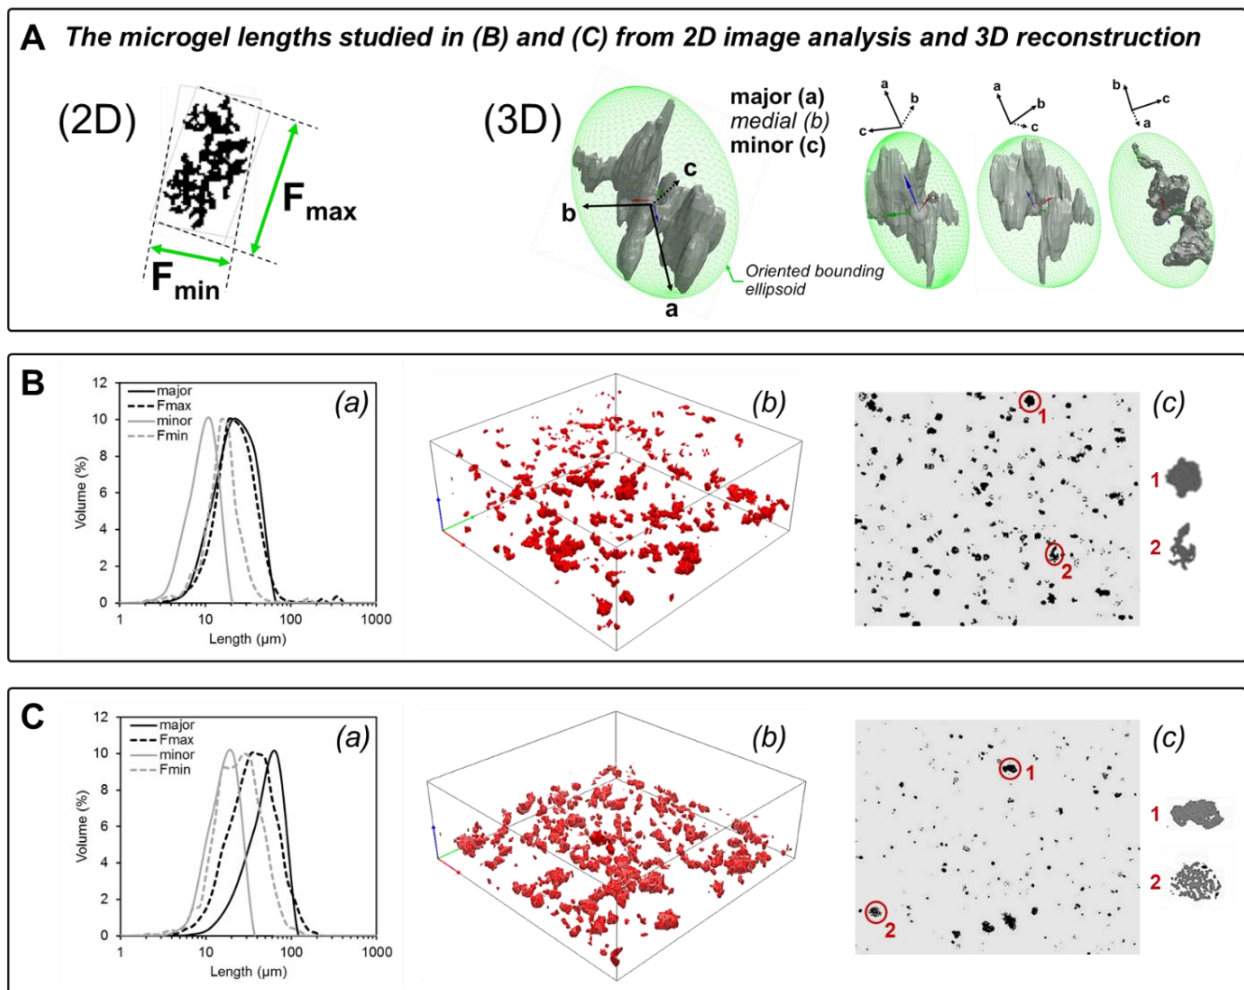 A The microgel lengths studied in (B) and (C) from 2D image analysis and 3D reconstruction
(2D)
Fmax
Fmin
(3D)
major (a)
medial (b)
minor (c)
c
b
a
Oriented bounding
ellipsoid
a
b
c
a
b
c
b
c
a
B
(a)
12
10
8
6
4
2
0
Volume (%)
major
Fmax
minor
Fmin
1 10 100 1000
Length (µm)
(b)
(c)
1
2
1
2
C
(a)
12
10
8
6
4
2
0
Volume (%)
major
Fmax
minor
Fmin
1 10 100 1000
Length (µm)
(b)
(c)
1
2
1
2